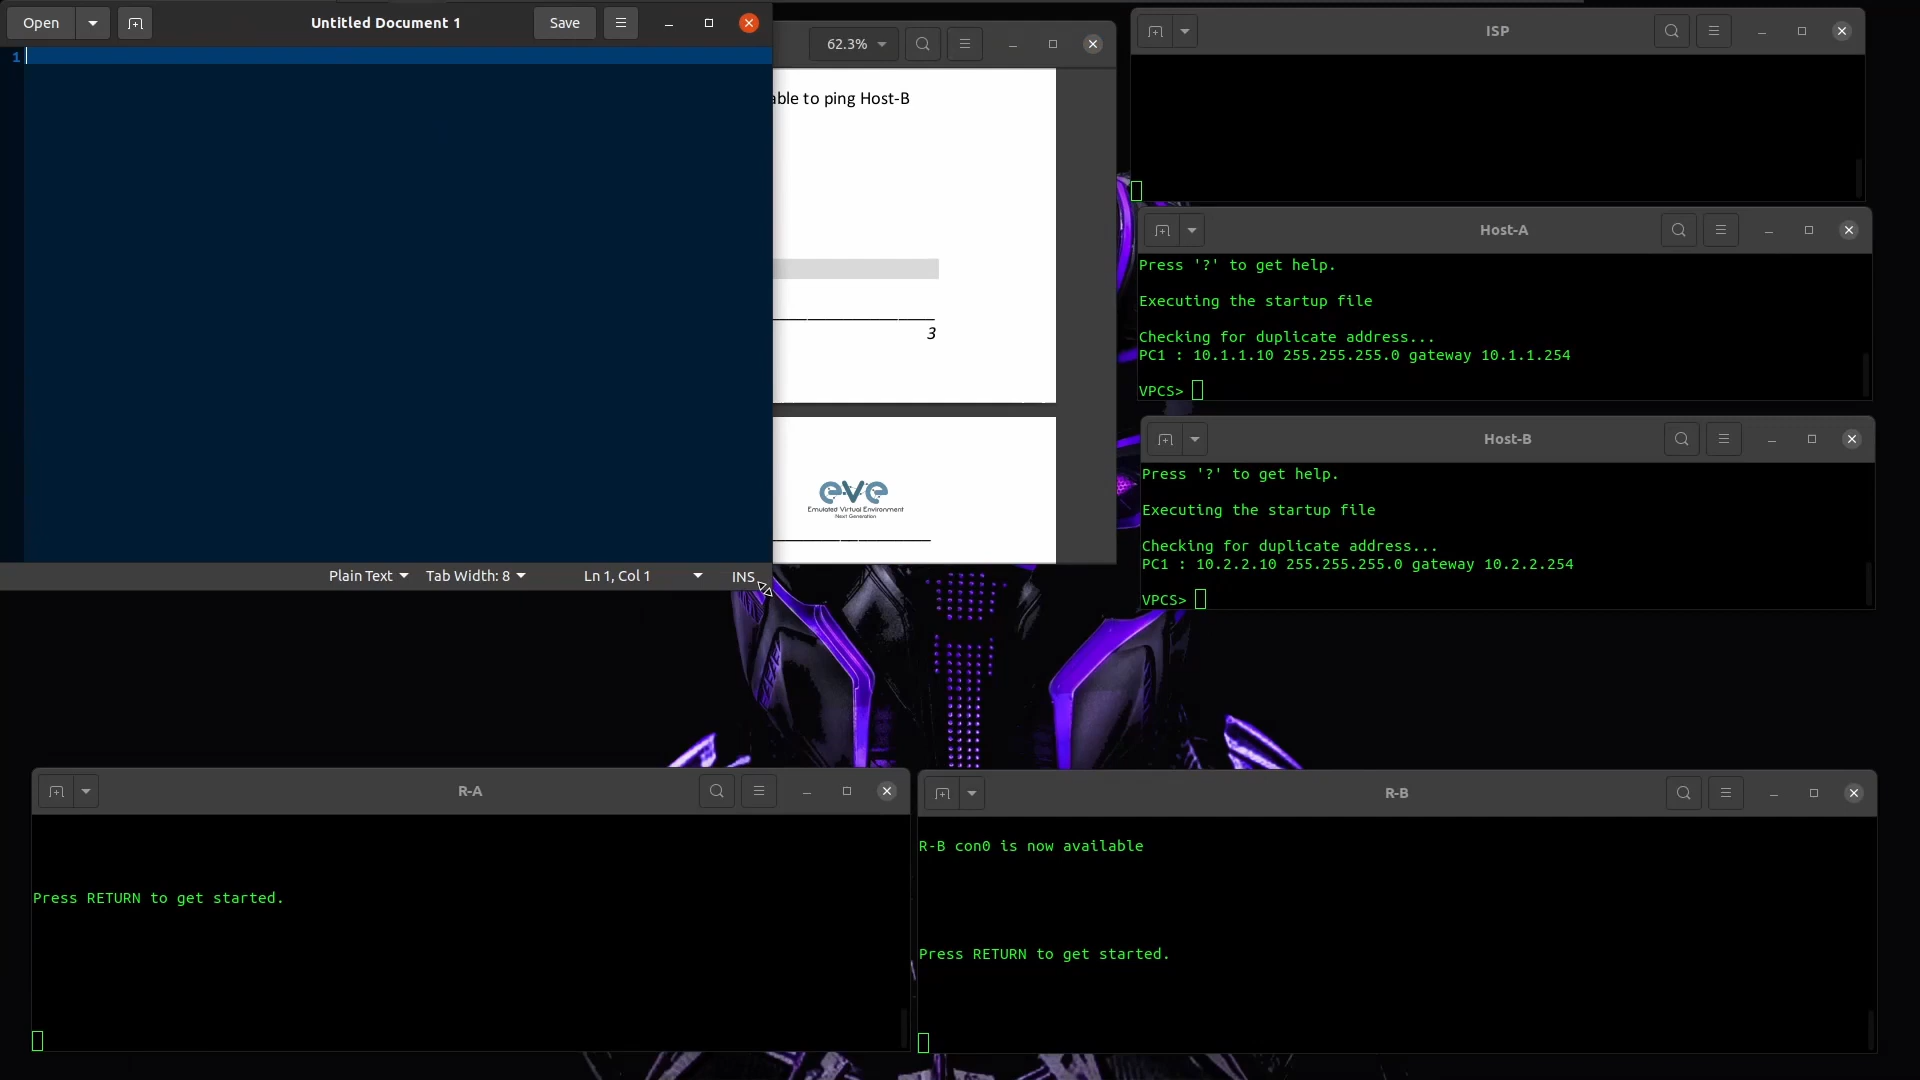 Open
Untitled Document 1
Save
1
Plain Text
Tab Width: 8
Ln 1, Col 1
INS
62.3%
able to ping Host-B
3
eve
Emulated Virtual Environment
Next Generation
ISP
Host-A
Press '?' to get help.
Executing the startup file
Checking for duplicate address...
PC1 : 10.1.1.10 255.255.255.0 gateway 10.1.1.254
VPCS>
Host-B
Press '?' to get help.
Executing the startup file
Checking for duplicate address...
PC1 : 10.2.2.10 255.255.255.0 gateway 10.2.2.254
VPCS>
R-A
Press RETURN to get started.
R-B
R-B con0 is now available
Press RETURN to get started.